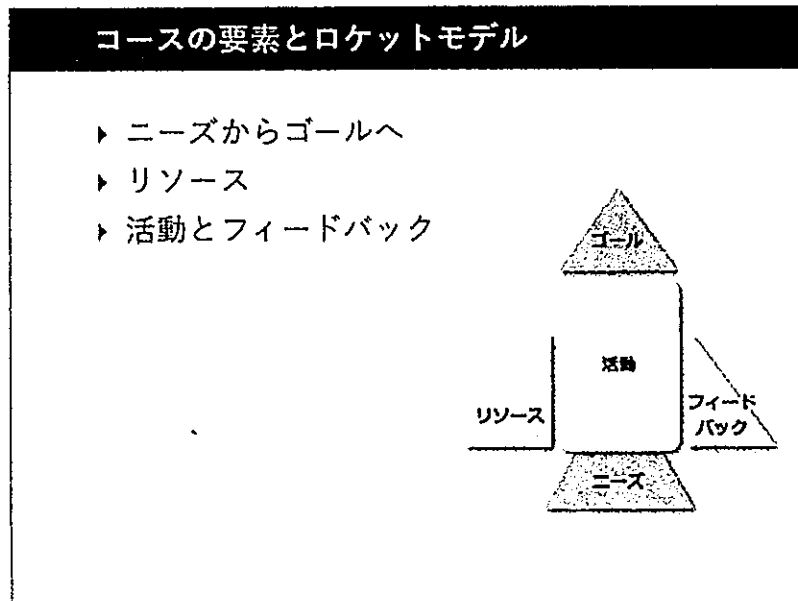 コースの要素とロケットモデル
ニーズからゴールへ
リソース
活動とフィードバック
ゴール
活動
リソース
フィード
バック
ニーズ